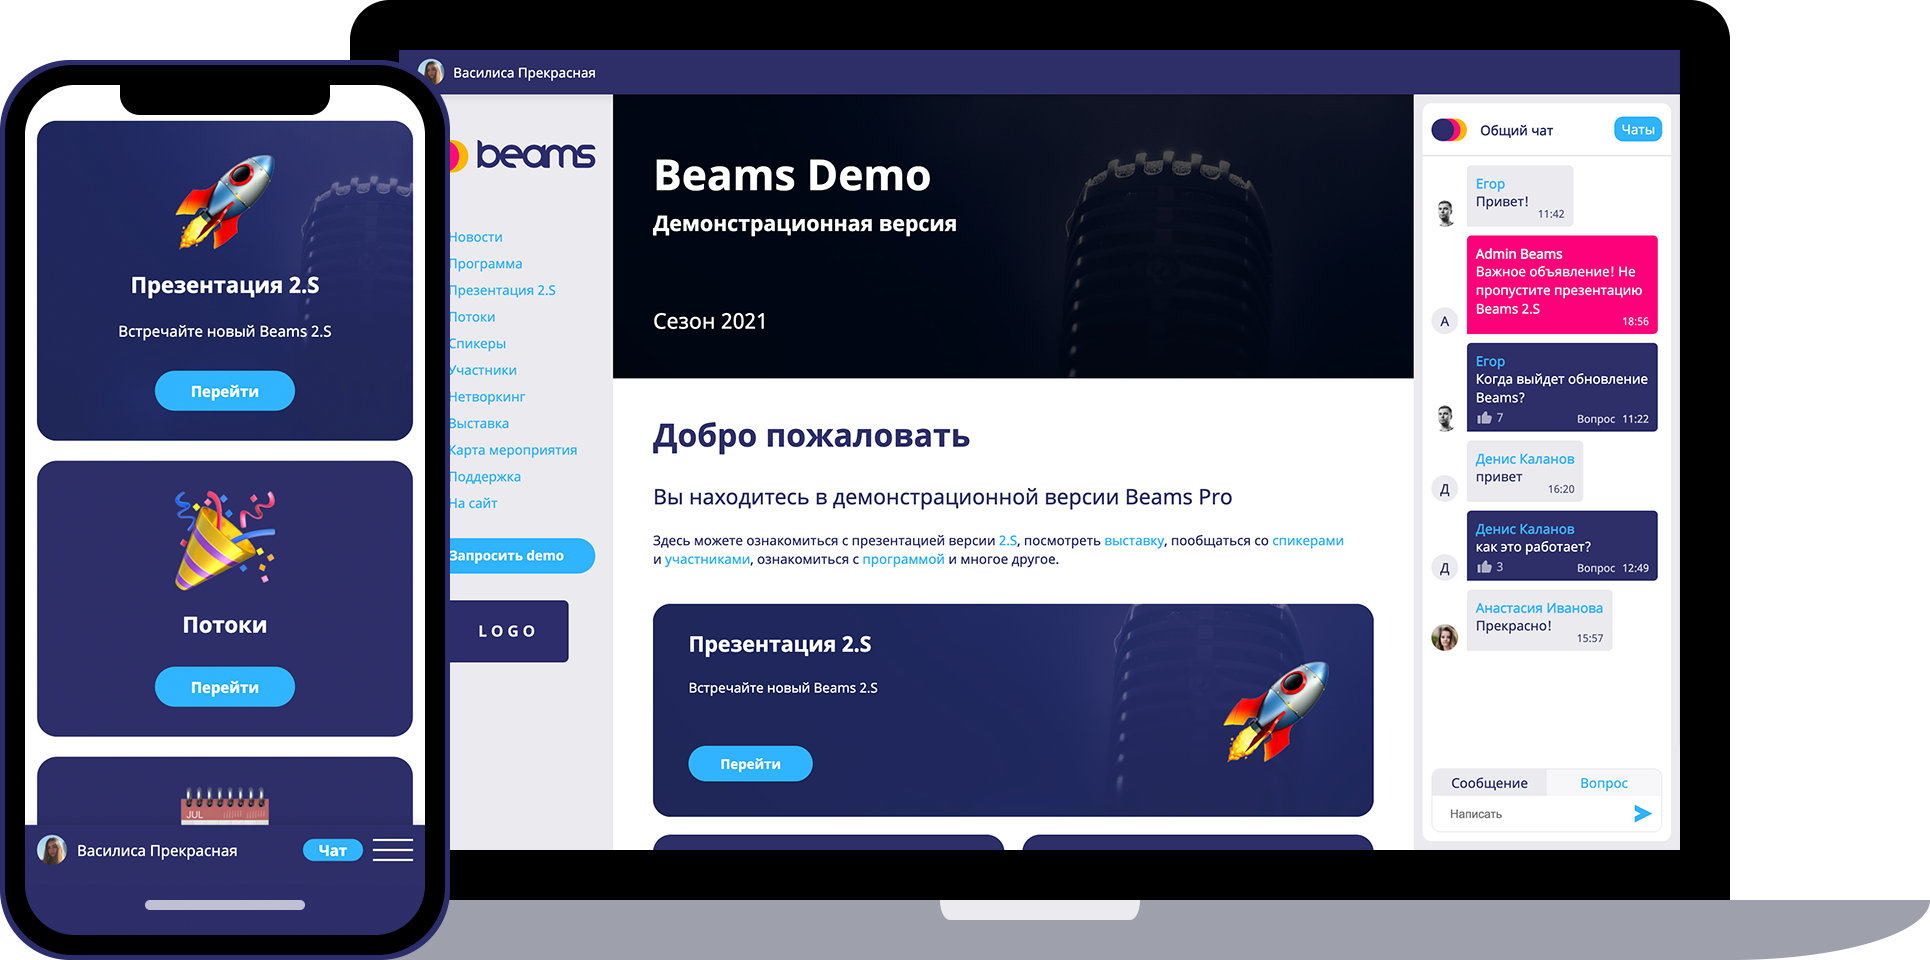 Презентация 2.S
Встречайте новый Beams 2.S
Перейти
Потоки
Перейти
JUL
Василиса Прекрасная
Чат
Василиса Прекрасная
beams
Новости
Программа
Презентация 2.S
Потоки
Спикеры
Участники
Нетворкинг
Выставка
Карта мероприятия
Поддержка
На сайт
Запросить demo
LOGO
Beams Demo
Демонстрационная версия
Сезон 2021
Добро пожаловать
Вы находитесь в демонстрационной версии Beams Pro
Здесь можете ознакомиться с презентацией версии 2.S, посмотреть выставку, пообщаться со спикерами
и участниками, ознакомиться с программой и многое другое.
Презентация 2.S
Встречайте новый Beams 2.S
Перейти
Общий чат
Чаты
Егор
Привет!
11:42
Admin Beams
Важное объявление! Не
пропустите презентацию
Beams 2.S
18:56
А
Егор
Когда выйдет обновление
Beams?
7 Вопрос 11:22
Денис Каланов
привет
16:20
Д
Денис Каланов
как это работает?
3 Вопрос 12:49
Д
Анастасия Иванова
Прекрасно!
15:57
Сообщение Вопрос
Написать